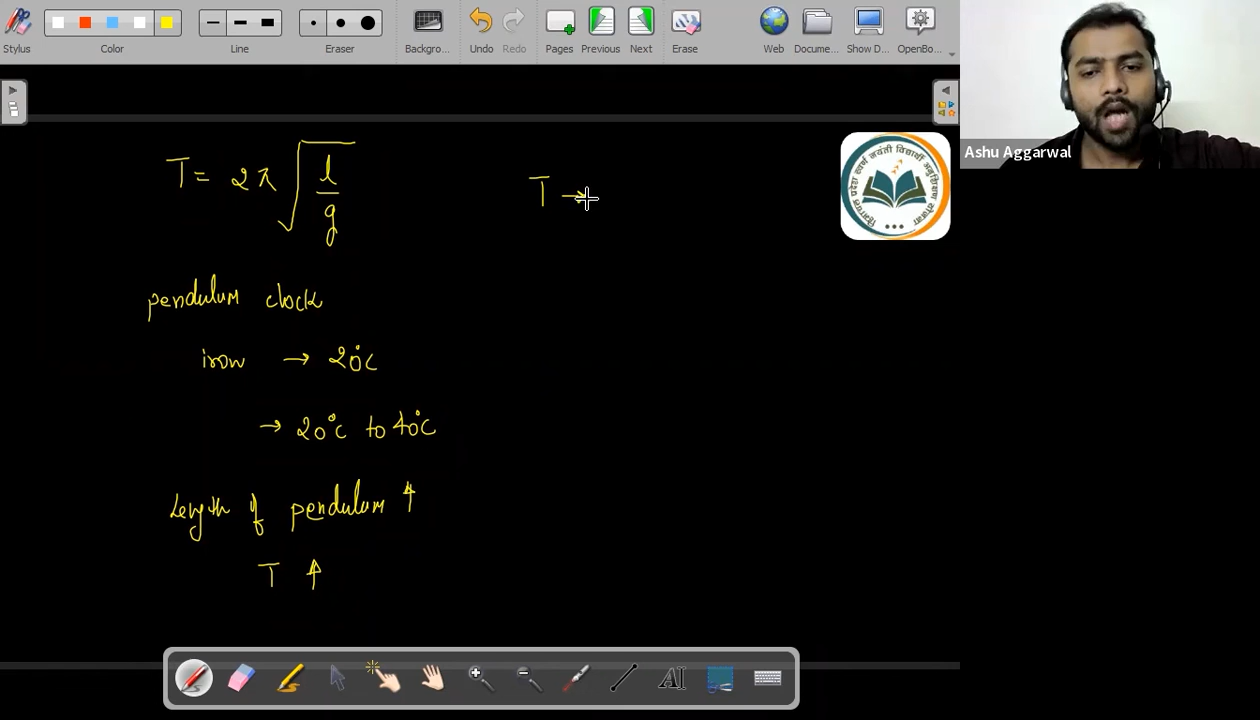 Stylus
Color
Line
Eraser
Backgro...
Undo
Redo
Pages
Previous
Next
Erase
Web
Docume...
Show D...
OpenBo...
Ashu Aggarwal
T = 2π √(l/g)
T →
pendulum clock
iron → 20°C
→ 20°C to 40°C
Length of pendulum ↑
T ↑
AI